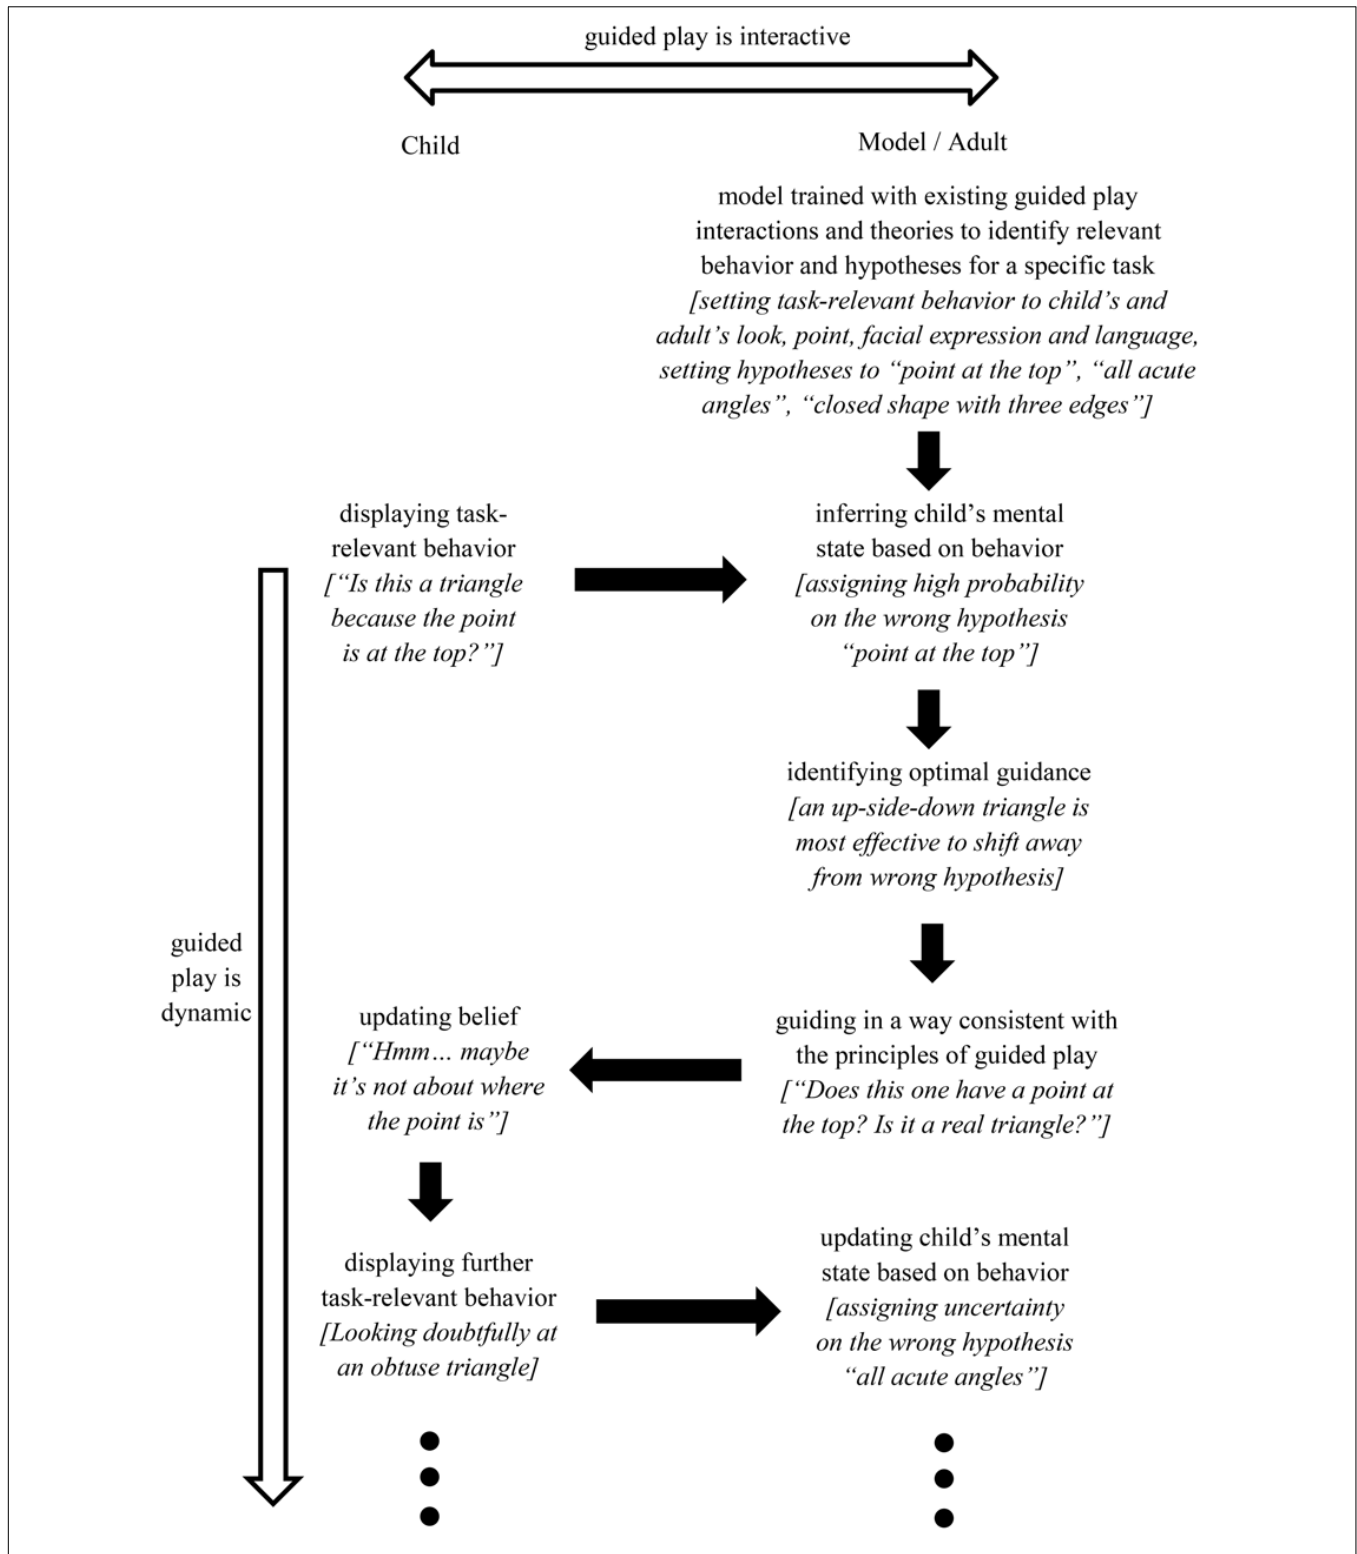 guided play is interactive
Child
Model / Adult
model trained with existing guided play
interactions and theories to identify relevant
behavior and hypotheses for a specific task
[setting task-relevant behavior to child’s and
adult’s look, point, facial expression and language,
setting hypotheses to “point at the top”, “all acute
angles”, “closed shape with three edges”]
displaying task-
relevant behavior
[“Is this a triangle
because the point
is at the top?”]
inferring child’s mental
state based on behavior
[assigning high probability
on the wrong hypothesis
“point at the top”]
identifying optimal guidance
[an up-side-down triangle is
most effective to shift away
from wrong hypothesis]
guided
play is
dynamic
updating belief
[“Hmm… maybe
it’s not about where
the point is”]
guiding in a way consistent with
the principles of guided play
[“Does this one have a point at
the top? Is it a real triangle?”]
displaying further
task-relevant behavior
[Looking doubtfully at
an obtuse triangle]
updating child’s mental
state based on behavior
[assigning uncertainty
on the wrong hypothesis
“all acute angles”]